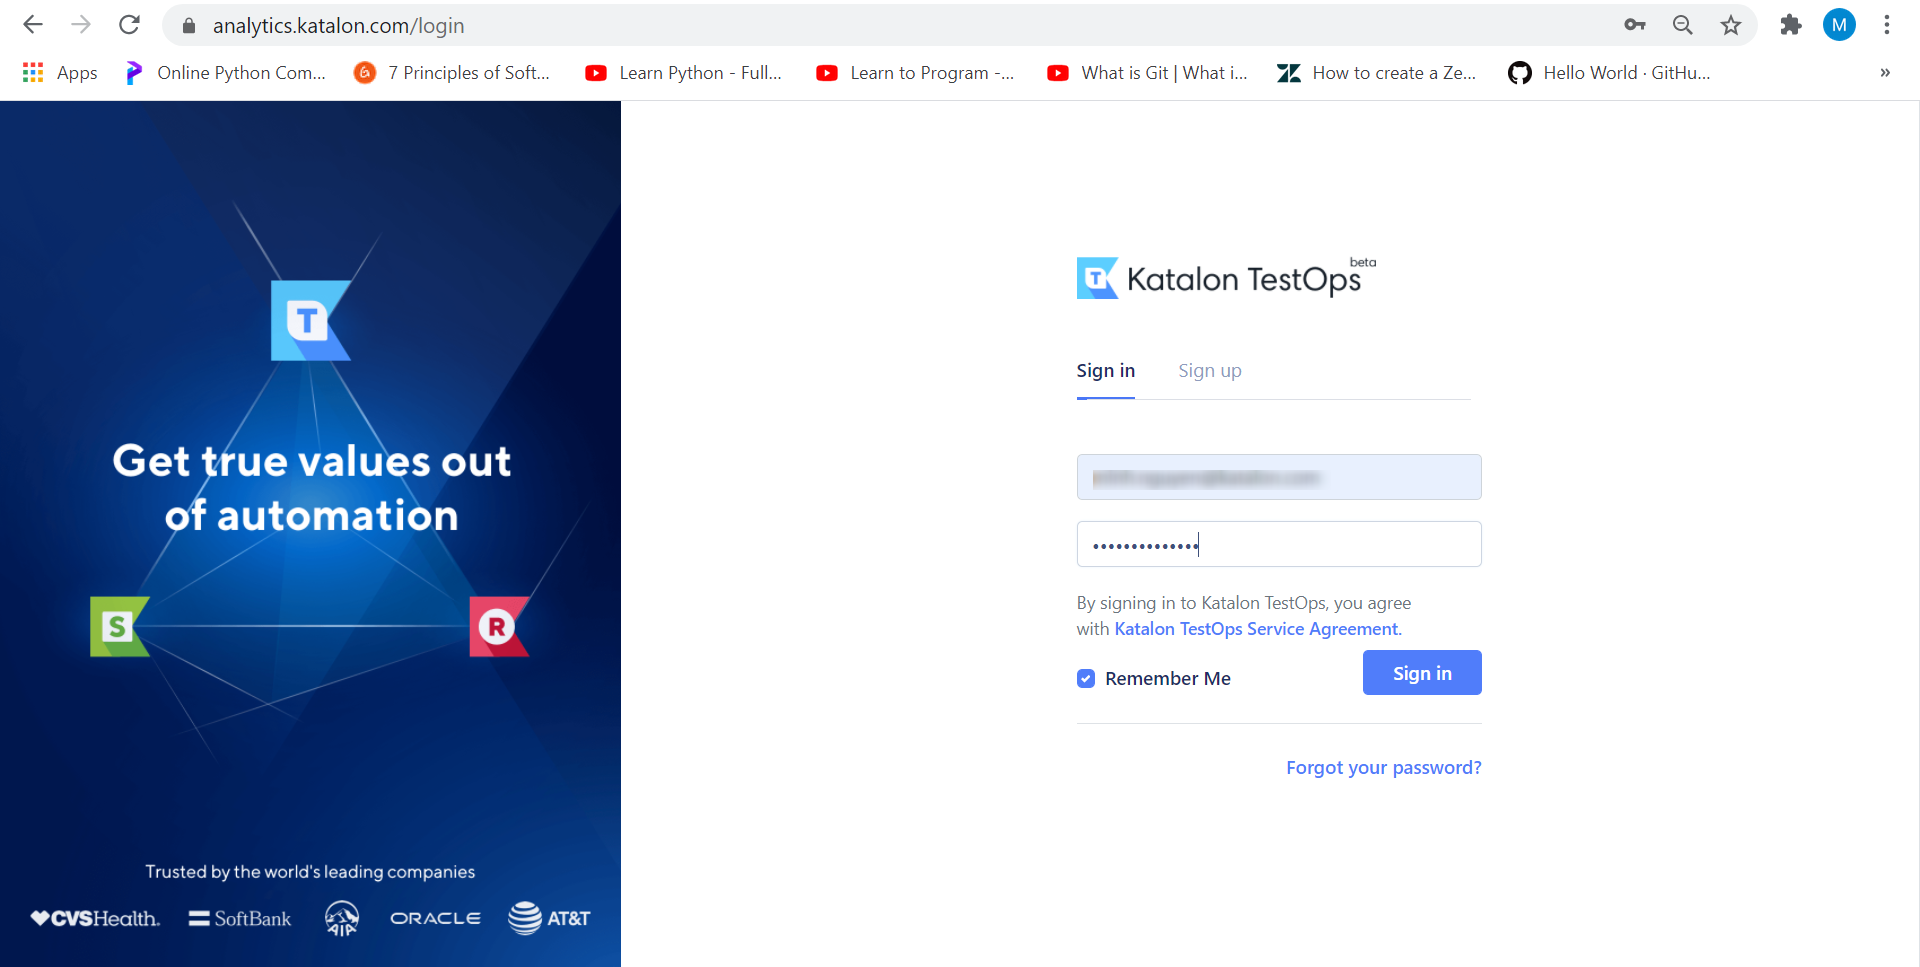 analytics.katalon.com/login
M
Apps
Online Python Com...
7 Principles of Soft...
Learn Python - Full...
Learn to Program -...
What is Git | What i...
How to create a Ze...
Hello World · GitHu...
»
T
Get true values out
of automation
S
R
Trusted by the world's leading companies
CVSHealth.
SoftBank
AIA
ORACLE
AT&T
T
Katalon TestOps beta
Sign in
Sign up
••••••••••••••
By signing in to Katalon TestOps, you agree
with Katalon TestOps Service Agreement.
Remember Me
Sign in
Forgot your password?